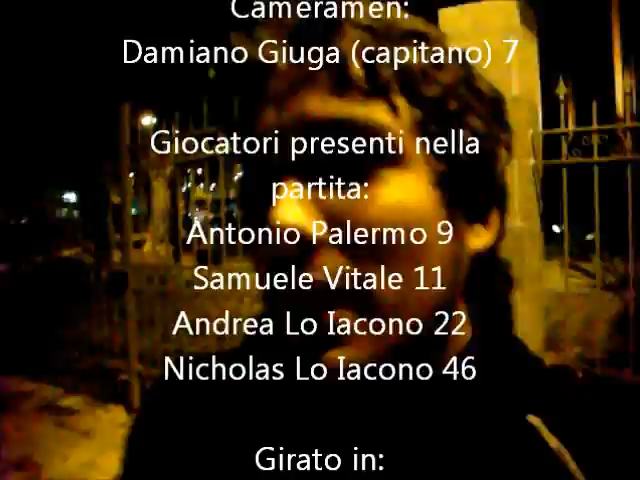 Cameramen:
Damiano Giuga (capitano) 7
Giocatori presenti nella
partita:
Antonio Palermo 9
Samuele Vitale 11
Andrea Lo Iacono 22
Nicholas Lo Iacono 46
Girato in: